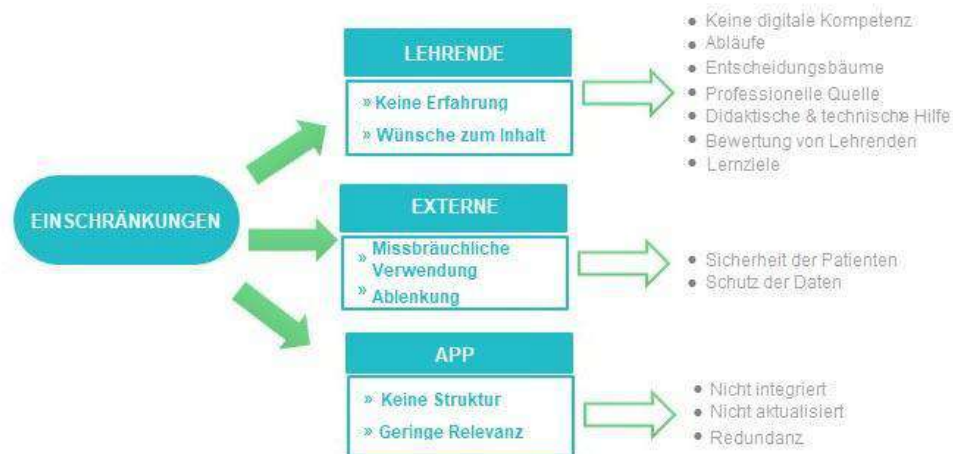 EINSCHRÄNKUNGEN
LEHRENDE
» Keine Erfahrung
» Wünsche zum Inhalt
• Keine digitale Kompetenz
• Abläufe
• Entscheidungsbäume
• Professionelle Quelle
• Didaktische & technische Hilfe
• Bewertung von Lehrenden
• Lernziele
EXTERNE
» Missbräuchliche
Verwendung
» Ablenkung
• Sicherheit der Patienten
• Schutz der Daten
APP
» Keine Struktur
» Geringe Relevanz
• Nicht integriert
• Nicht aktualisiert
• Redundanz